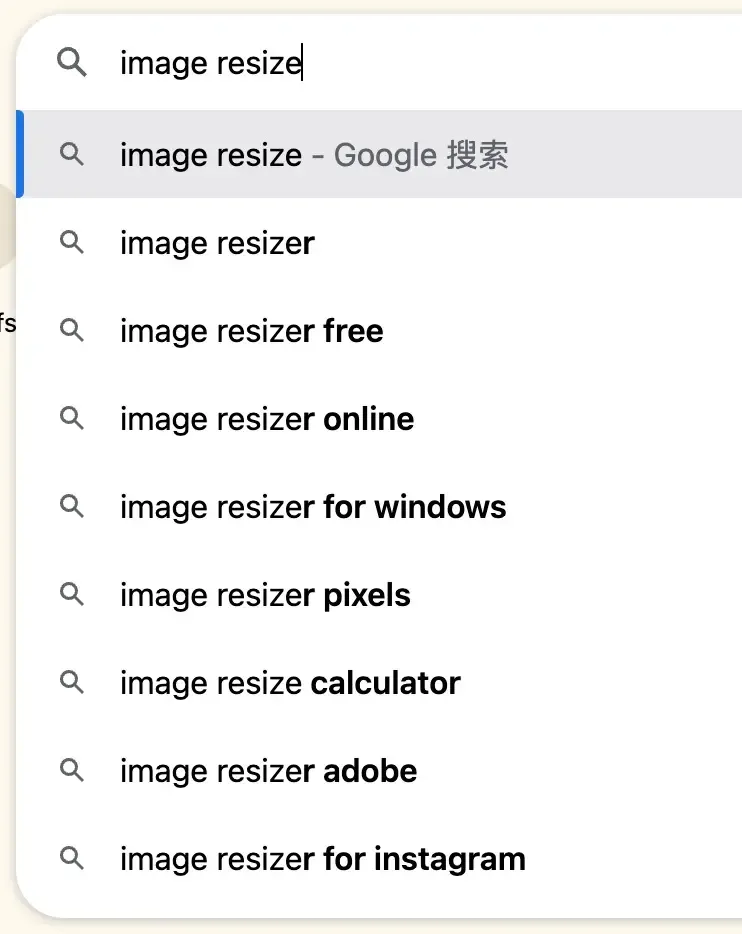 image resize
image resize - Google 搜索
image resizer
fs
image resizer free
image resizer online
image resizer for windows
image resizer pixels
image resize calculator
image resizer adobe
image resizer for instagram